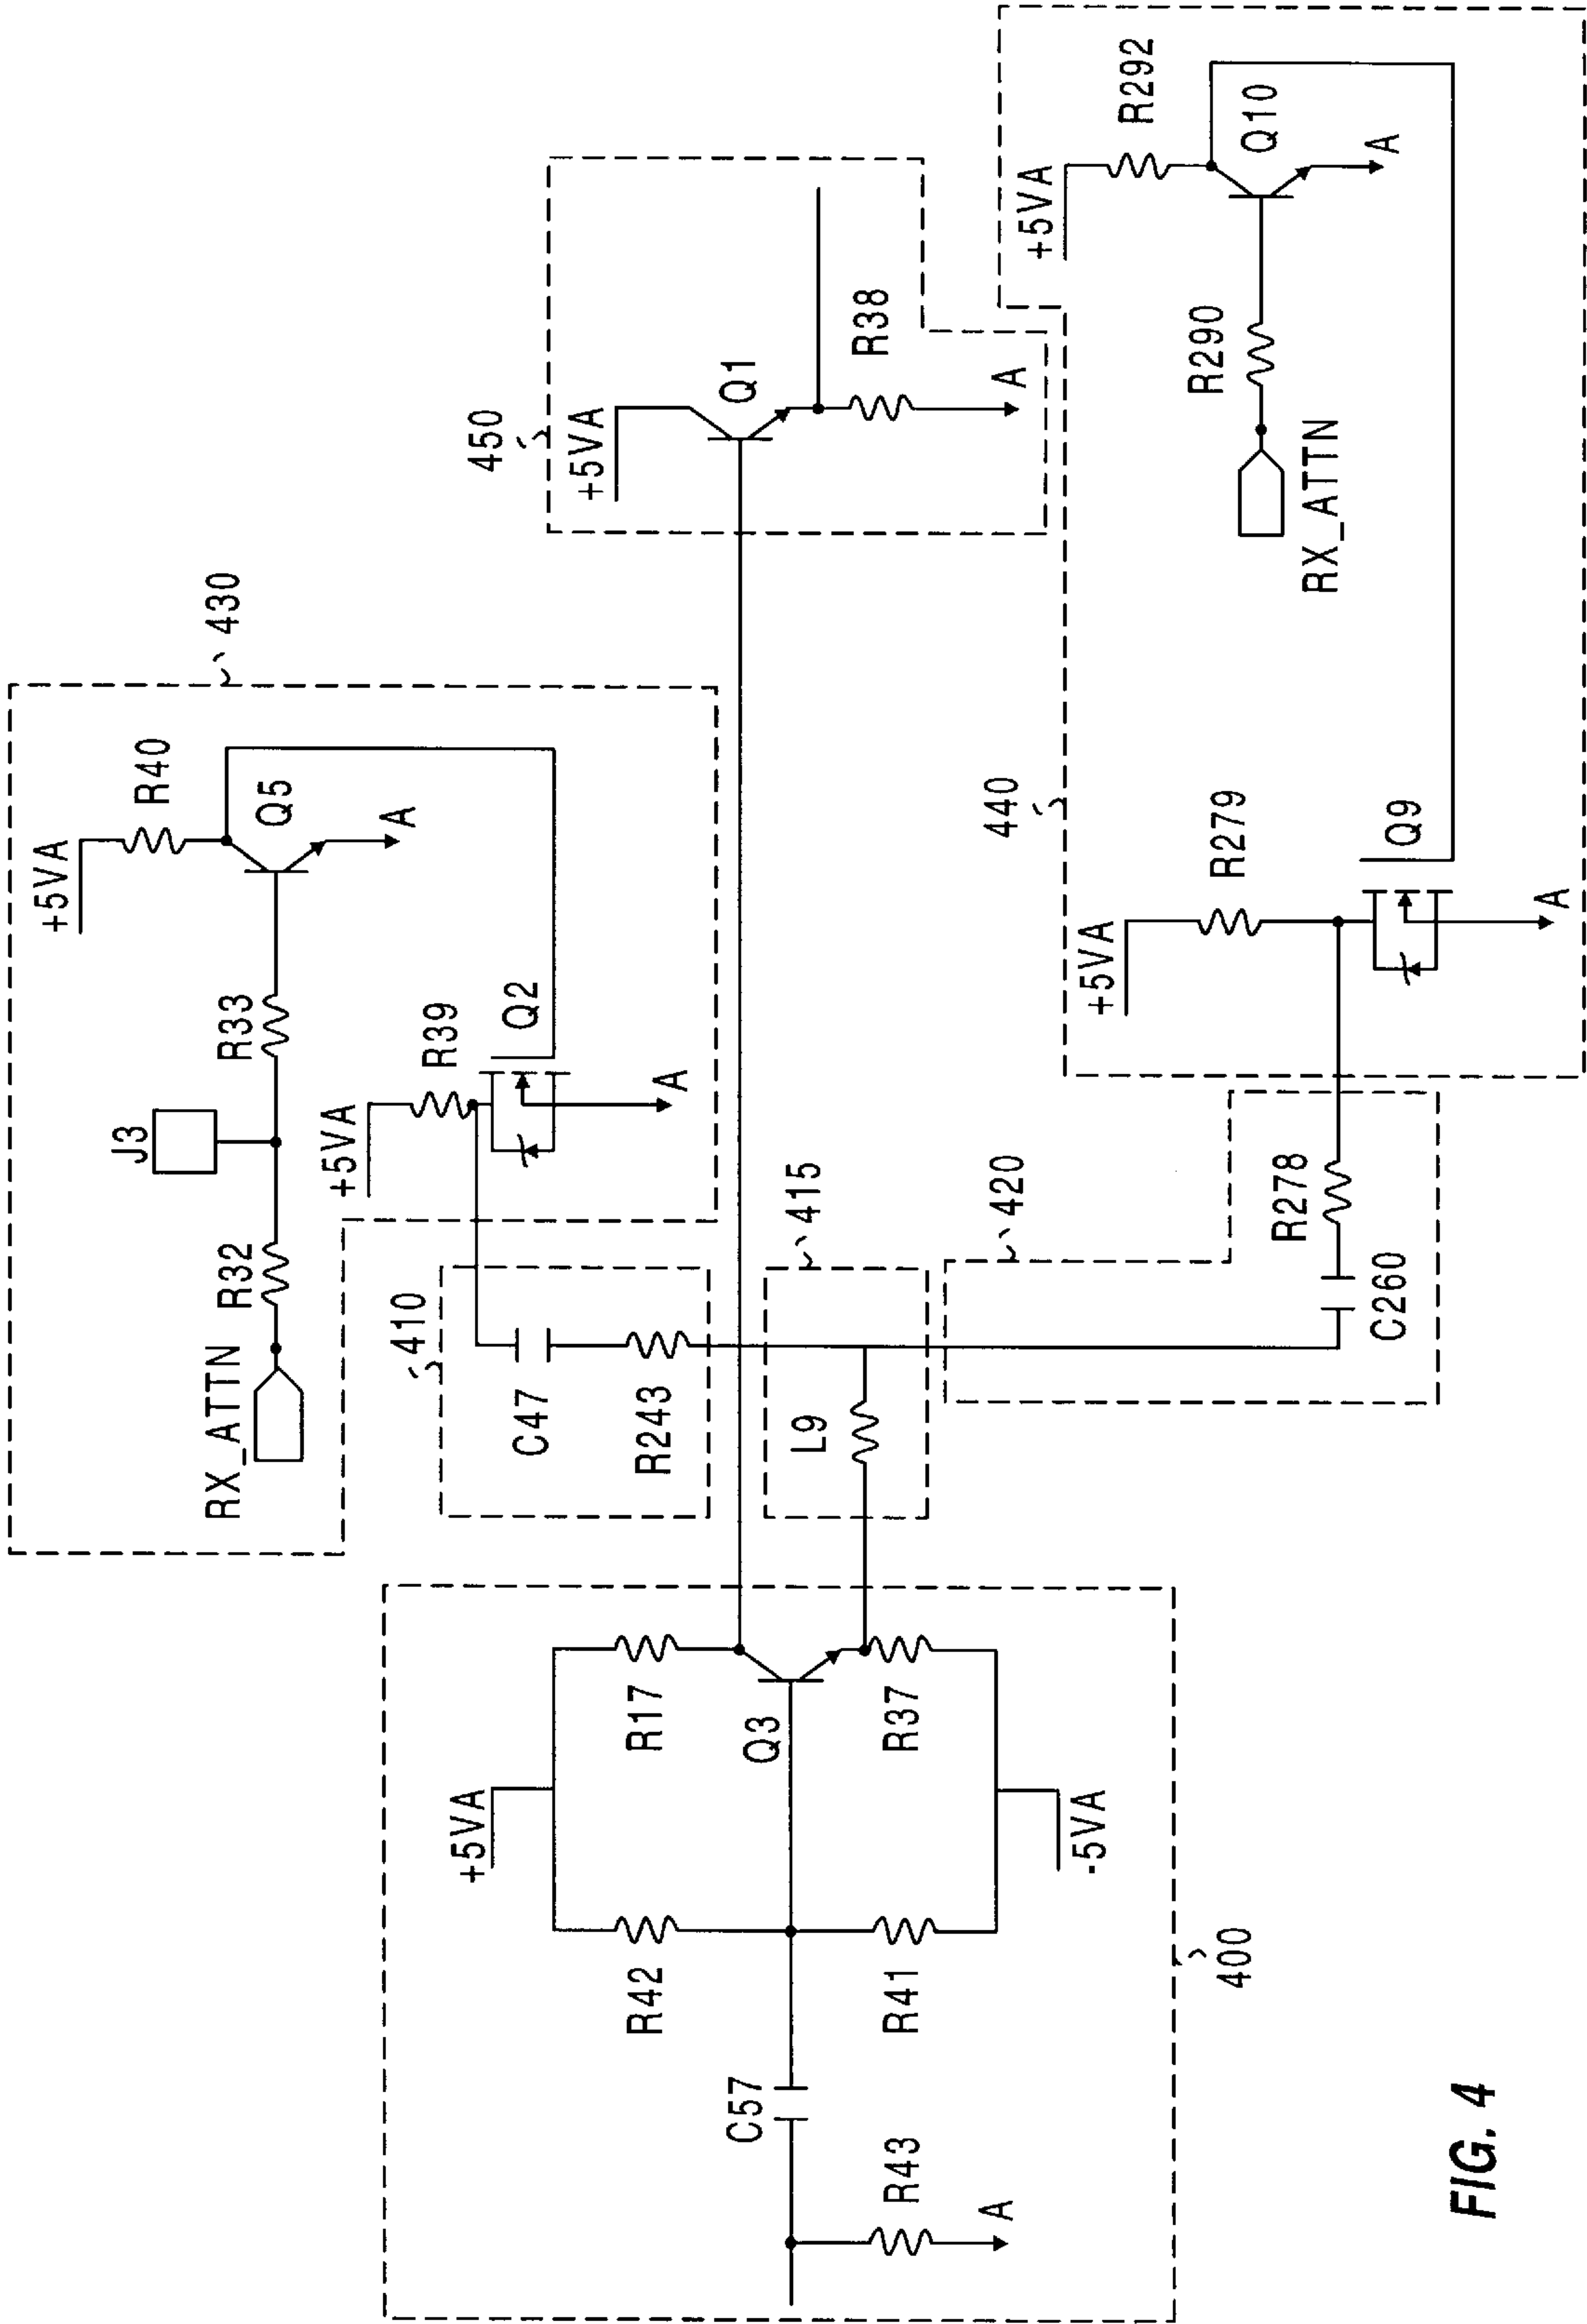 430
+5VA
R40
Q5
A
J3
R33
R32
RX_ATTN
+5VA
R39
Q2
A
410
C47
R243
415
L9
420
R278
C260
450
+5VA
Q1
R38
A
440
+5VA
R279
Q9
A
+5VA
R292
Q10
A
R290
RX_ATTN
+5VA
R17
R42
Q3
R37
R41
C57
R43
A
-5VA
400
FIG. 4